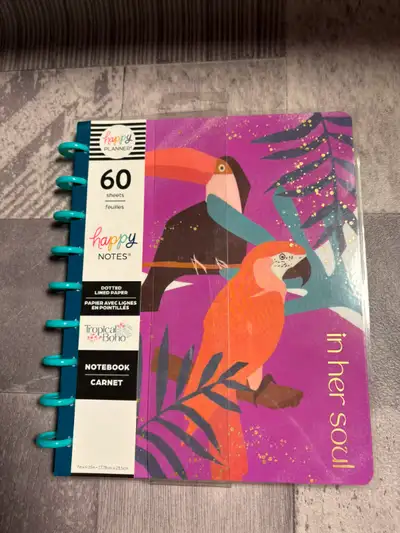 happy
PLANNER®
60
sheets
feuilles
happy
NOTES®
DOTTED
LINED PAPER
PAPIER AVEC LIGNES
EN POINTILLÉS
Tropical
Boho
NOTEBOOK
CARNET
in her soul